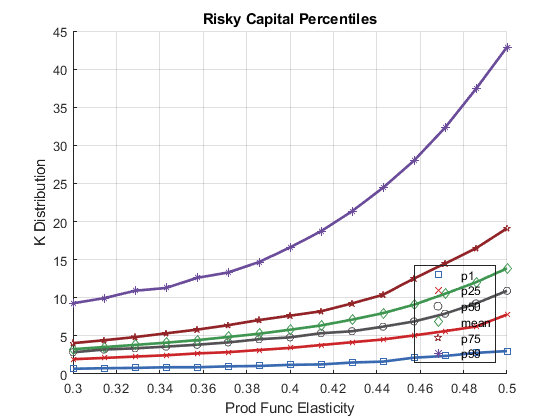 Risky Capital Percentiles
45
40
35
30
25
20
15
10
5
0
K Distribution
p1
p25
p50
mean
p75
p99
0.3 0.32 0.34 0.36 0.38 0.4 0.42 0.44 0.46 0.48 0.5
Prod Func Elasticity